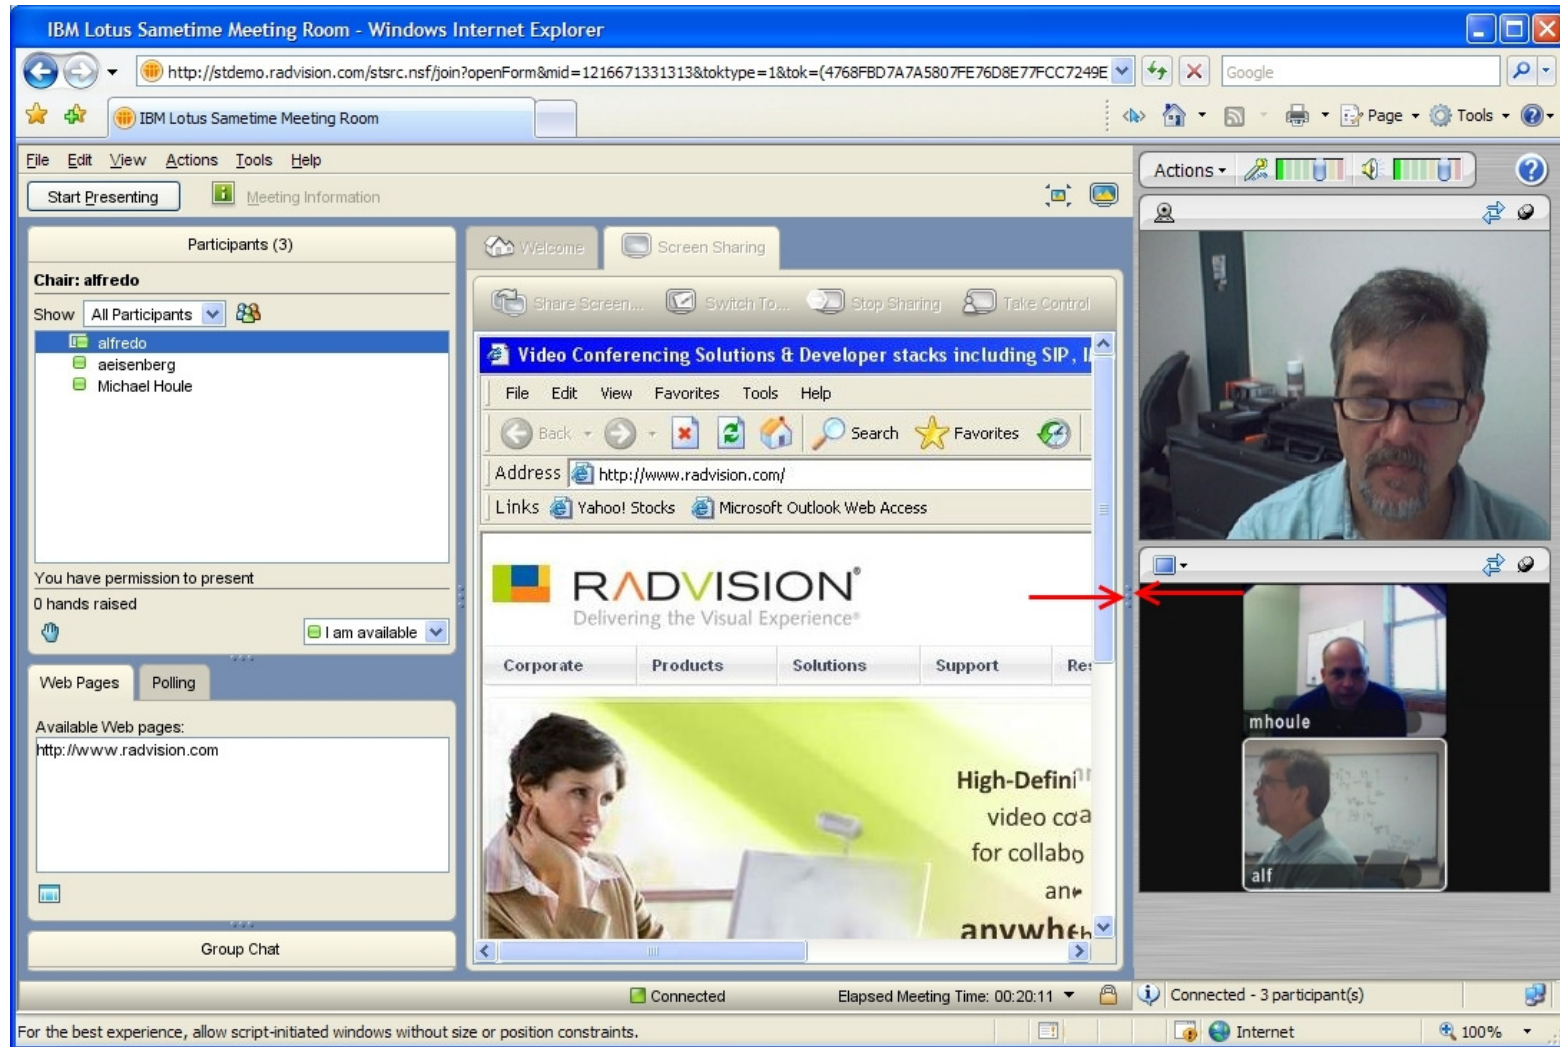 IBM Lotus Sametime Meeting Room - Windows Internet Explorer
http://stdemo.radvision.com/stsrc.nsf/join?openForm&mid=1216671331313&toktype=1&tok=(4768FBD7A7A5807FE76D8E77FCC7249E
Google
IBM Lotus Sametime Meeting Room
Page
Tools
File Edit View Actions Tools Help
Start Presenting
Meeting Information
Actions
Participants (3)
Chair: alfredo
Show All Participants
alfredo
aeisenberg
Michael Houle
You have permission to present
0 hands raised
I am available
Web Pages Polling
Available Web pages:
http://www.radvision.com
Group Chat
Welcome Screen Sharing
Share Screen... Switch To... Stop Sharing Take Control
Video Conferencing Solutions & Developer stacks including SIP,
File Edit View Favorites Tools Help
Back Search Favorites
Address http://www.radvision.com/
Links Yahoo! Stocks Microsoft Outlook Web Access
RADVISION®
Delivering the Visual Experience®
Corporate Products Solutions Support Res
High-Defini
video
for collabo
mhoule
alf
Connected Elapsed Meeting Time: 00:20:11
Connected - 3 participant(s)
For the best experience, allow script-initiated windows without size or position constraints.
Internet 100%